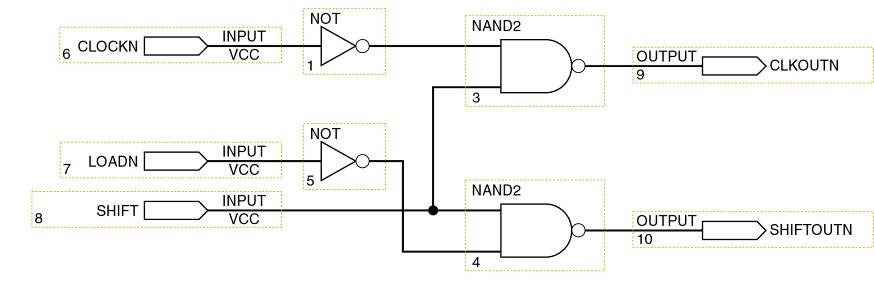 NOT
NAND2
INPUT
6 CLOCKN
VCC
1
3
OUTPUT
9
CLKOUTN
NOT
INPUT
7 LOADN
VCC
5
NAND2
INPUT
8 SHIFT
VCC
4
OUTPUT
10
SHIFTOUTN